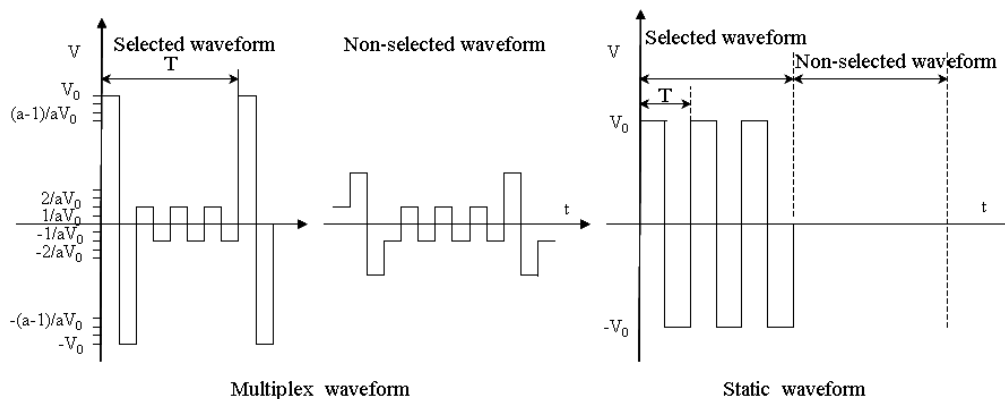 V
Selected waveform
T
Non-selected waveform
V0
(a-1)/aV0
2/aV0
1/aV0
-1/aV0
-2/aV0
-(a-1)/aV0
-V0
t
Multiplex waveform
V
Selected waveform
Non-selected waveform
T
V0
t
-V0
Static waveform